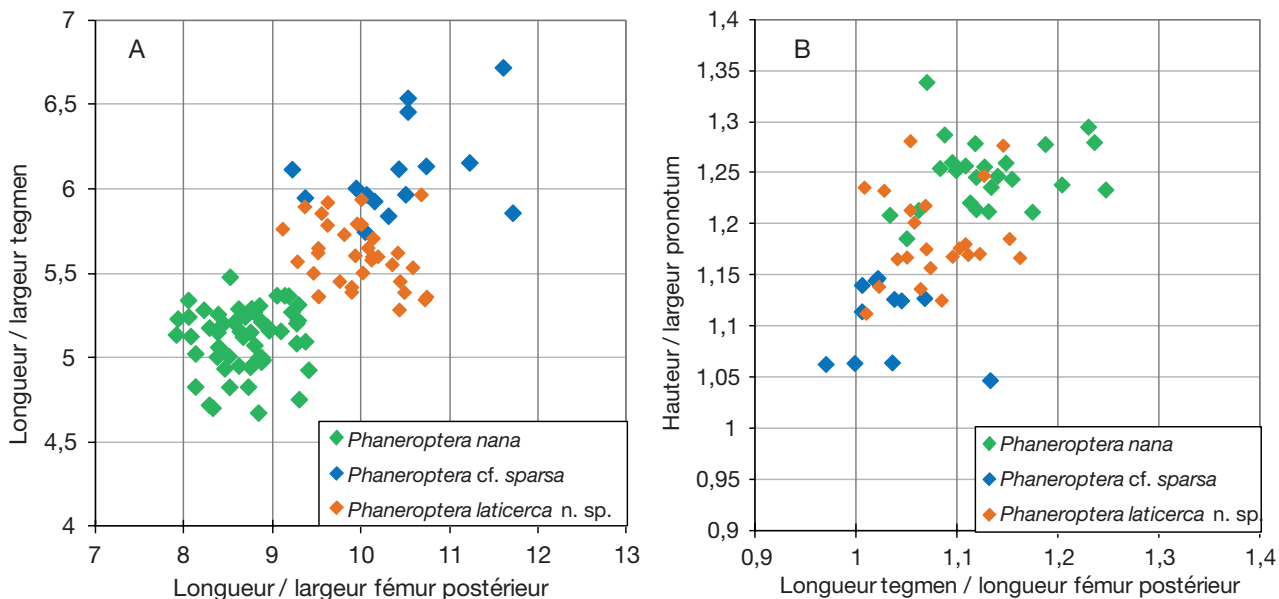 A
Longueur / largeur tegmen
7
6,5
6
5,5
5
4,5
4
7 8 9 10 11 12 13
Longueur / largeur fémur postérieur
Phaneroptera nana
Phaneroptera cf. sparsa
Phaneroptera laticerca n. sp.
B
Hauteur / largeur pronotum
1,4
1,35
1,3
1,25
1,2
1,15
1,1
1,05
1
0,95
0,9
0,9 1 1,1 1,2 1,3 1,4
Longueur tegmen / longueur fémur postérieur
Phaneroptera nana
Phaneroptera cf. sparsa
Phaneroptera laticerca n. sp.